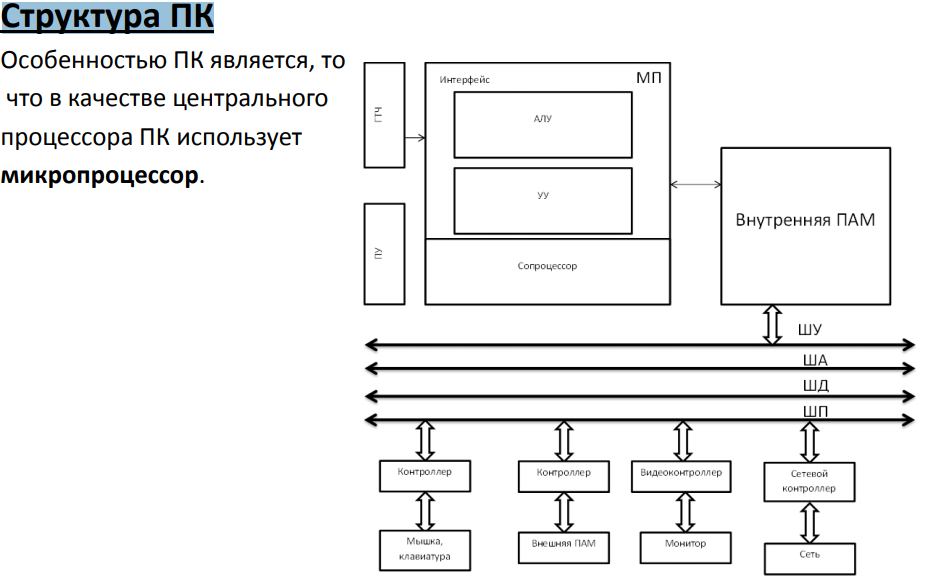 Структура ПК
Особенностью ПК является, то
что в качестве центрального
процессора ПК использует
микропроцессор.
ГТЧ
Интерфейс
МП
АЛУ
УУ
Сопроцессор
ПУ
Внутренняя ПАМ
ШУ
ША
ШД
ШП
Контроллер
Контроллер
Видеоконтроллер
Сетевой
контроллер
Мышка,
клавиатура
Внешняя ПАМ
Монитор
Сеть